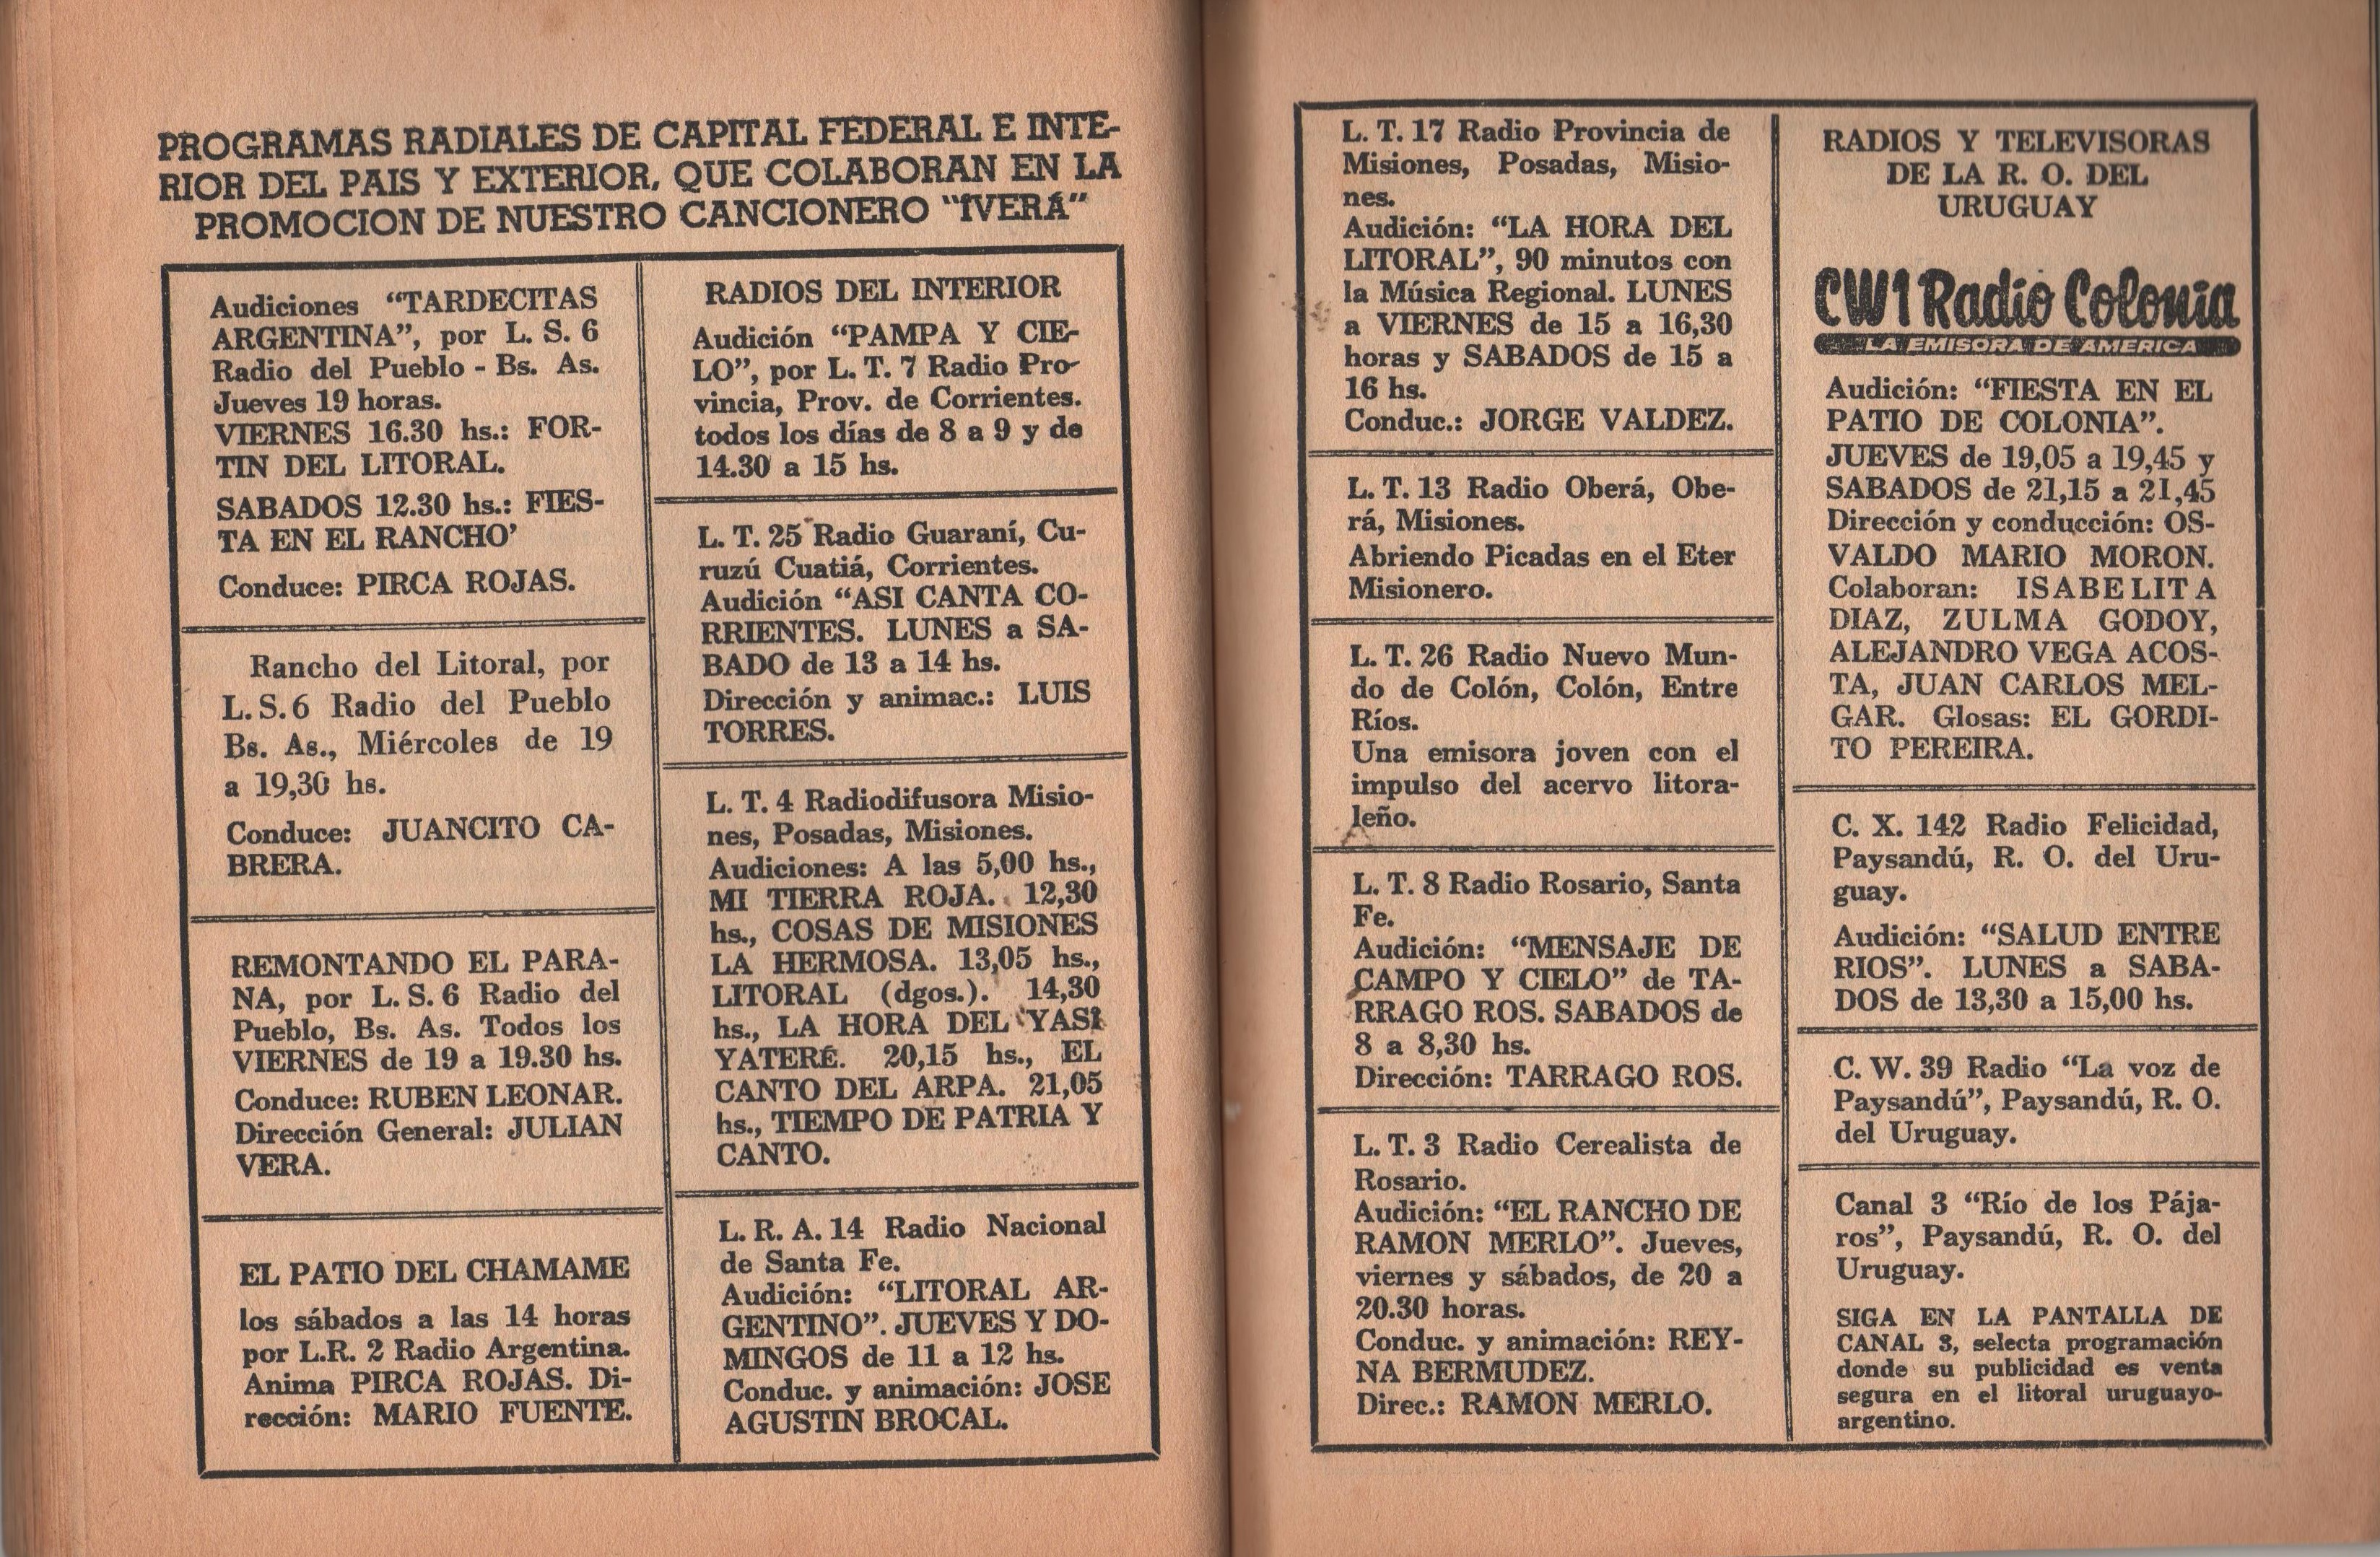 PROGRAMAS RADIALES DE CAPITAL FEDERAL E INTE-
RIOR DEL PAIS Y EXTERIOR, QUE COLABORAN EN LA
PROMOCION DE NUESTRO CANCIONERO "IVERÁ"
Audiciones "TARDECITAS
ARGENTINA", por L. S. 6
Radio del Pueblo - Bs. As.
Jueves 19 horas.
VIERNES 16.30 hs.: FOR-
TIN DEL LITORAL.
SABADOS 12.30 hs.: FIES-
TA EN EL RANCHO'
Conduce: PIRCA ROJAS.
Rancho del Litoral, por
L. S. 6 Radio del Pueblo
Bs. As., Miércoles de 19
a 19,30 hs.
Conduce: JUANCITO CA-
BRERA.
REMONTANDO EL PARA-
NA, por L. S. 6 Radio del
Pueblo, Bs. As. Todos los
VIERNES de 19 a 19.30 hs.
Conduce: RUBEN LEONAR.
Dirección General: JULIAN
VERA.
EL PATIO DEL CHAMAME
los sábados a las 14 horas
por L.R. 2 Radio Argentina.
Anima PIRCA ROJAS. Di-
rección: MARIO FUENTE.
RADIOS DEL INTERIOR
Audición "PAMPA Y CIE-
LO", por L. T. 7 Radio Pro-
vincia, Prov. de Corrientes.
todos los días de 8 a 9 y de
14.30 a 15 hs.
L. T. 25 Radio Guaraní, Cu-
ruzú Cuatiá, Corrientes.
Audición "ASI CANTA CO-
RRIENTES. LUNES a SA-
BADO de 13 a 14 hs.
Dirección y animac.: LUIS
TORRES.
L. T. 4 Radiodifusora Misio-
nes, Posadas, Misiones.
Audiciones: A las 5,00 hs.,
MI TIERRA ROJA. 12,30
hs., COSAS DE MISIONES
LA HERMOSA. 13,05 hs.,
LITORAL (dgos.). 14,30
hs., LA HORA DEL YASÍ
YATERÉ. 20,15 hs., EL
CANTO DEL ARPA. 21,05
hs., TIEMPO DE PATRIA Y
CANTO.
L. R. A. 14 Radio Nacional
de Santa Fe.
Audición: "LITORAL AR-
GENTINO". JUEVES Y DO-
MINGOS de 11 a 12 hs.
Conduc. y animación: JOSE
AGUSTIN BROCAL.
L. T. 17 Radio Provincia de
Misiones, Posadas, Misio-
nes.
Audición: "LA HORA DEL
LITORAL", 90 minutos con
la Música Regional. LUNES
a VIERNES de 15 a 16,30
horas y SABADOS de 15 a
16 hs.
Conduc.: JORGE VALDEZ.
L. T. 13 Radio Oberá, Obe-
rá, Misiones.
Abriendo Picadas en el Eter
Misionero.
L. T. 26 Radio Nuevo Mun-
do de Colón, Colón, Entre
Ríos.
Una emisora joven con el
impulso del acervo litora-
leño.
L. T. 8 Radio Rosario, Santa
Fe.
Audición: "MENSAJE DE
CAMPO Y CIELO" de TA-
RRAGO ROS. SABADOS de
8 a 8,30 hs.
Dirección: TARRAGO ROS.
L. T. 3 Radio Cerealista de
Rosario.
Audición: "EL RANCHO DE
RAMON MERLO". Jueves,
viernes y sábados, de 20 a
20.30 horas.
Conduc. y animación: REY-
NA BERMUDEZ.
Direc.: RAMON MERLO.
RADIOS Y TELEVISORAS
DE LA R. O. DEL
URUGUAY
CW1 Radio Colonia
LA EMISORA DE AMERICA
Audición: "FIESTA EN EL
PATIO DE COLONIA".
JUEVES de 19,05 a 19,45 y
SABADOS de 21,15 a 21,45
Dirección y conducción: OS-
VALDO MARIO MORON.
Colaboran: ISABELITA
DIAZ, ZULMA GODOY,
ALEJANDRO VEGA ACOS-
TA, JUAN CARLOS MEL-
GAR. Glosas: EL GORDI-
TO PEREIRA.
C. X. 142 Radio Felicidad,
Paysandú, R. O. del Uru-
guay.
Audición: "SALUD ENTRE
RIOS". LUNES a SABA-
DOS de 13,30 a 15,00 hs.
C. W. 39 Radio "La voz de
Paysandú", Paysandú, R. O.
del Uruguay.
Canal 3 "Río de los Pája-
ros", Paysandú, R. O. del
Uruguay.
SIGA EN LA PANTALLA DE
CANAL 3, selecta programación
donde su publicidad es venta
segura en el litoral uruguayo-
argentino.